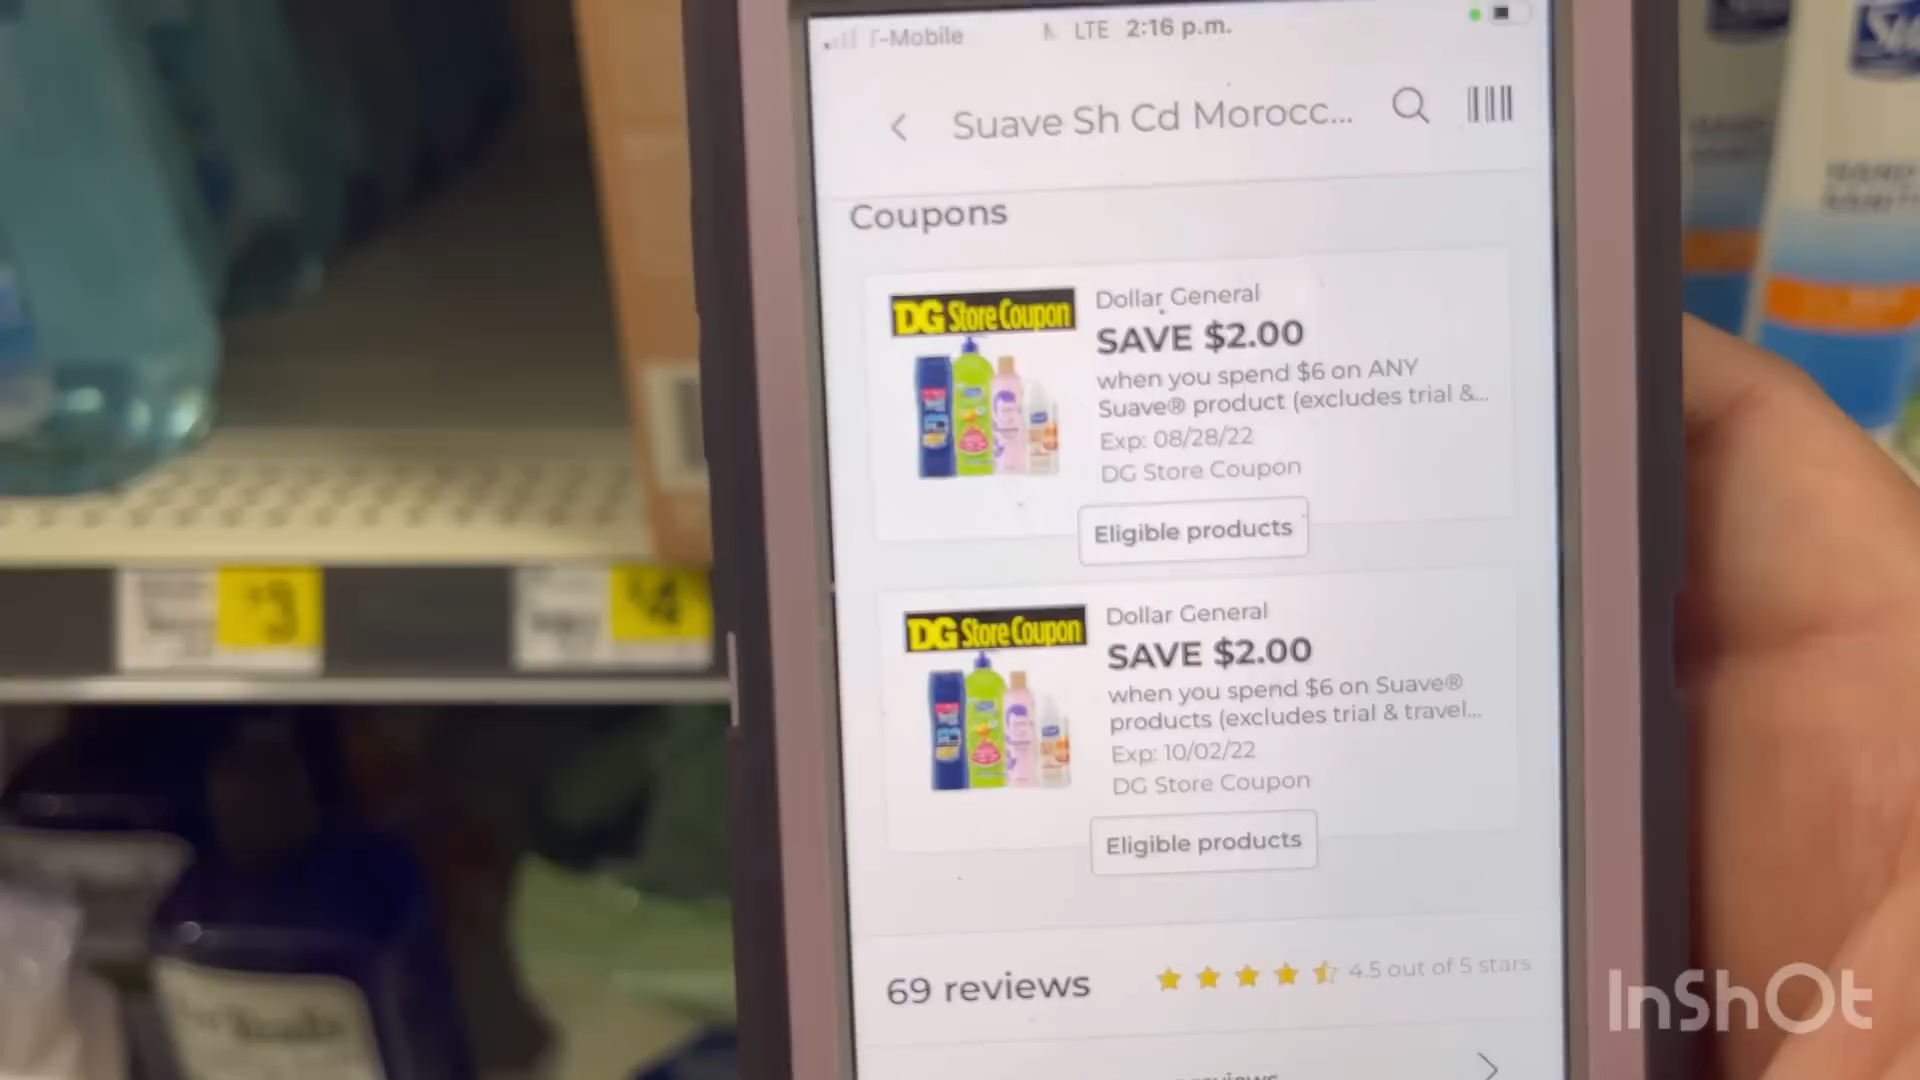 T-Mobile LTE 2:16 p.m.
Suave Sh Cd Morocc...
Coupons
DG Store Coupon
Dollar General
SAVE $2.00
when you spend $6 on ANY
Suave® product (excludes trial &...
Exp: 08/28/22
DG Store Coupon
Eligible products
DG Store Coupon
Dollar General
SAVE $2.00
when you spend $6 on Suave®
products (excludes trial & travel...
Exp: 10/02/22
DG Store Coupon
Eligible products
69 reviews
4.5 out of 5 stars
$3
$4
HAND
InShOt